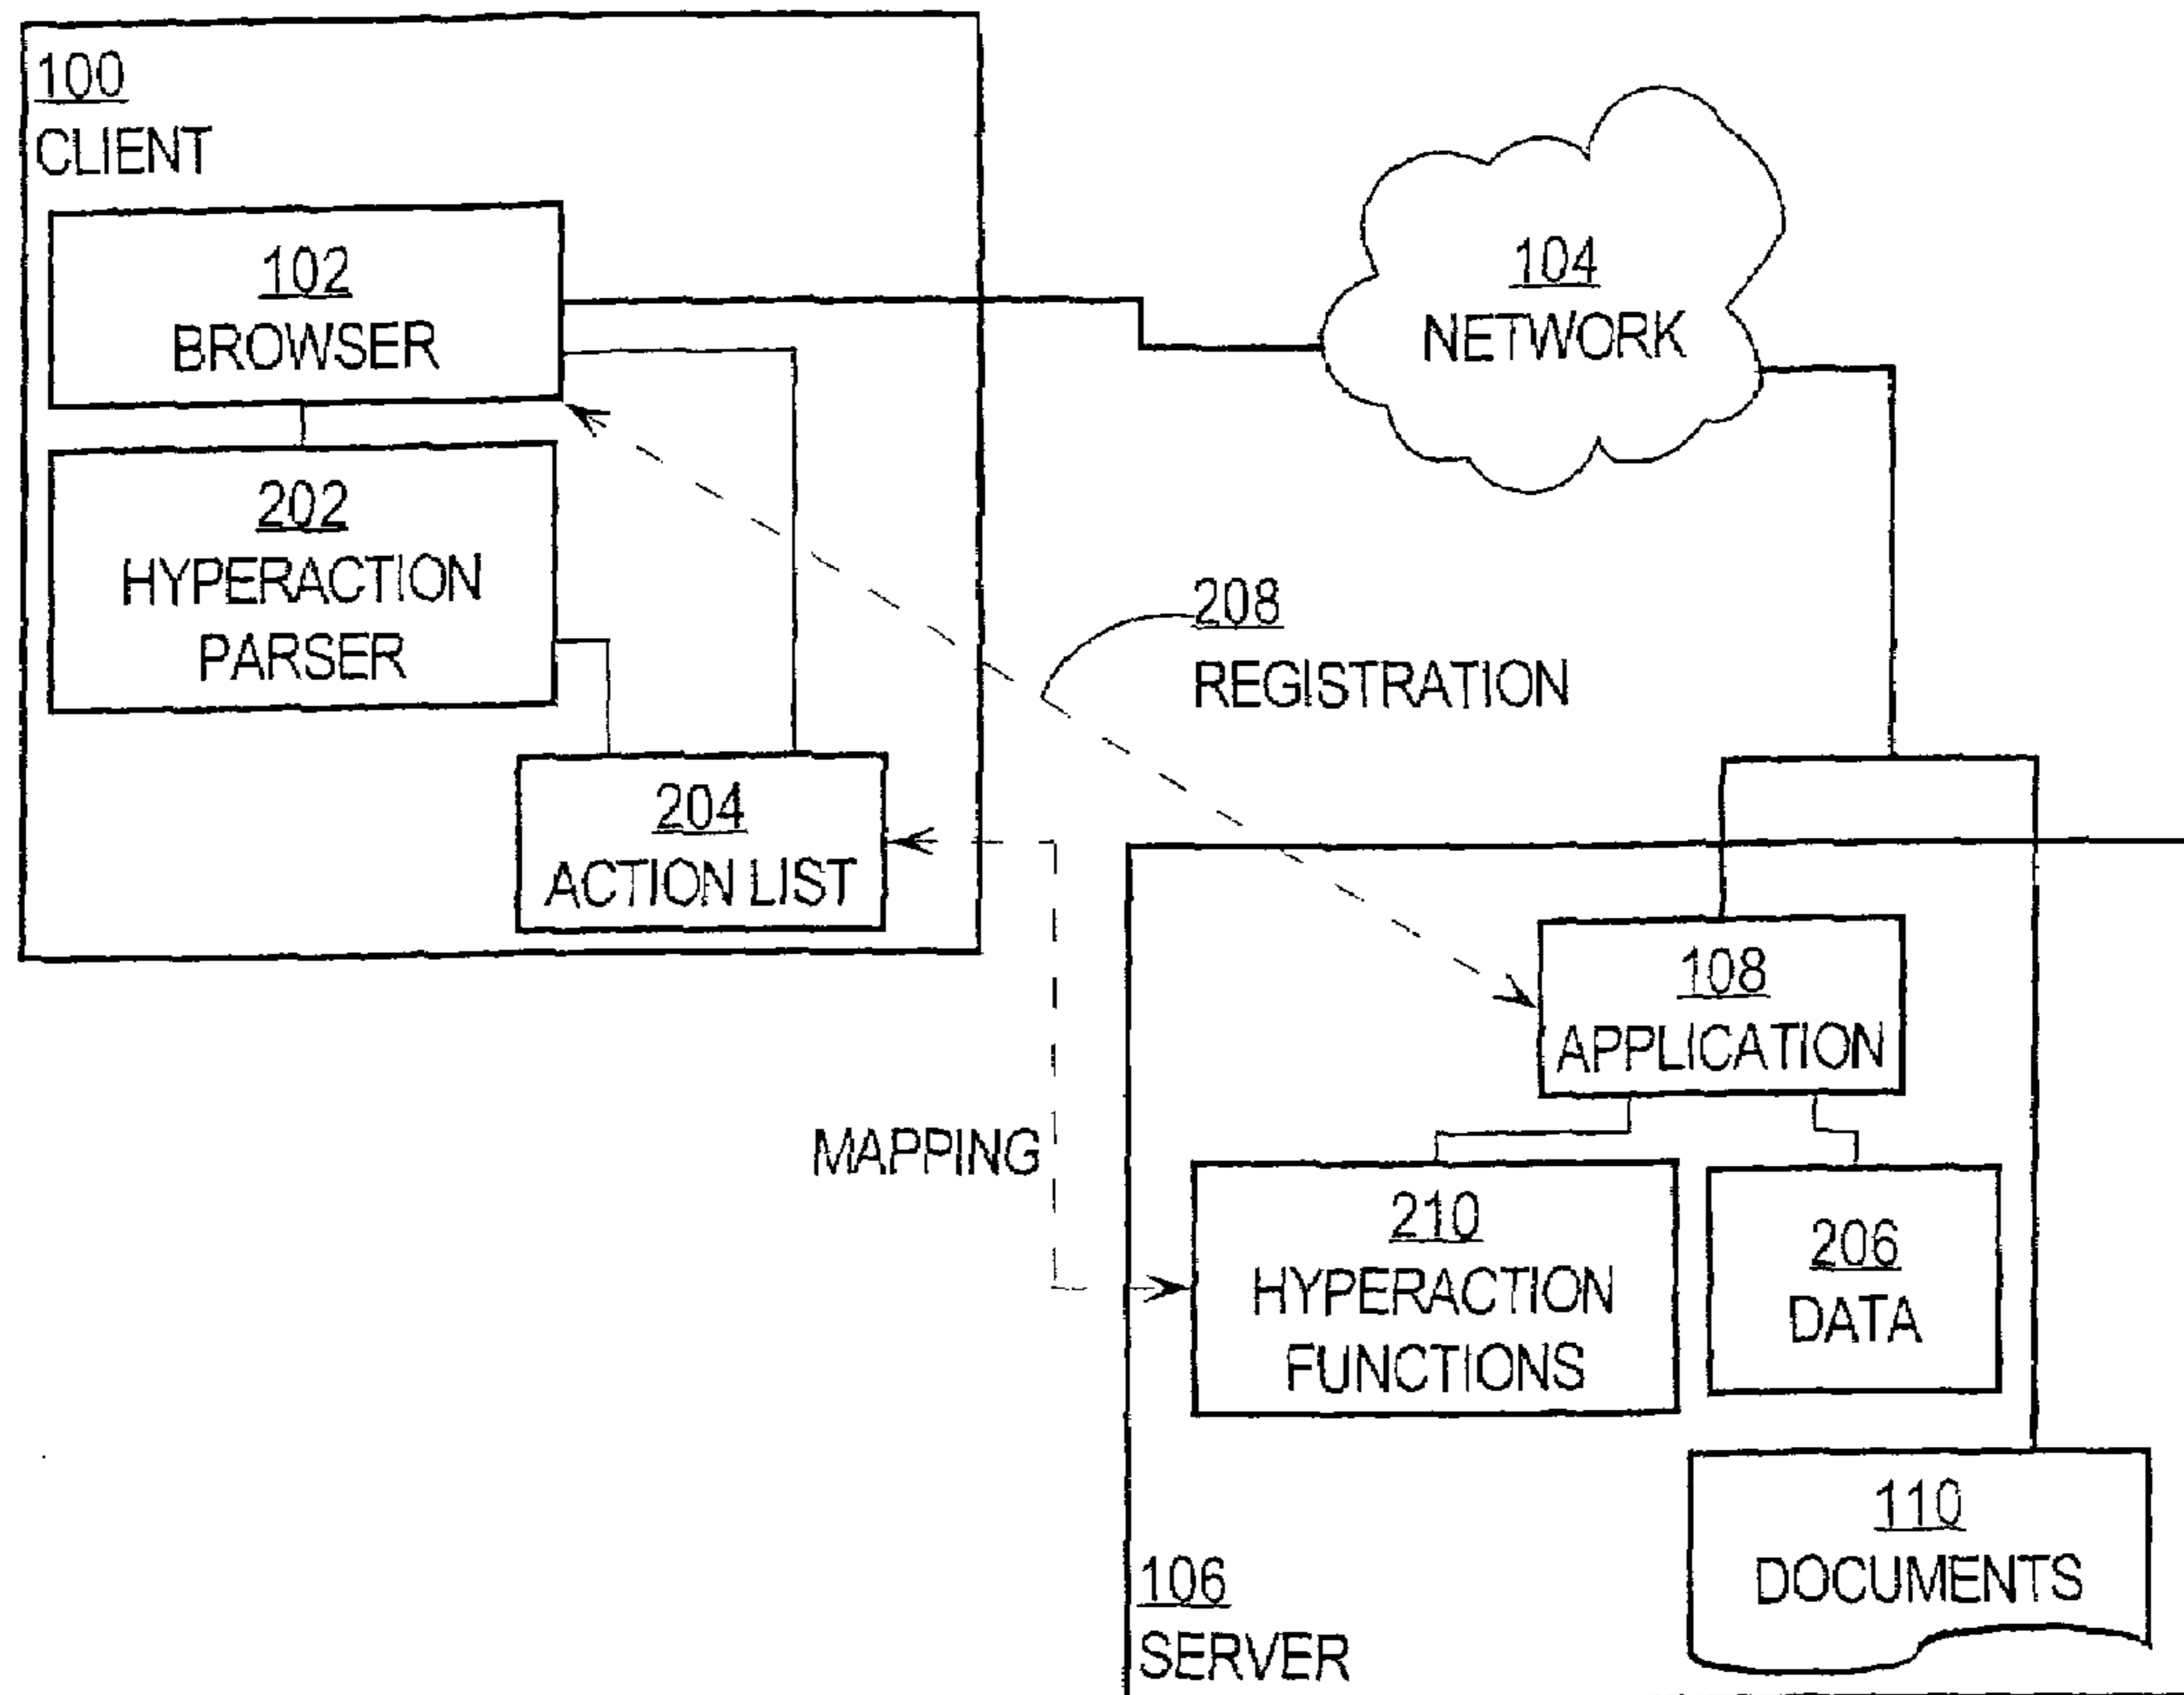 100
CLIENT
102
BROWSER
104
NETWORK
202
HYPERACTION
PARSER
208
REGISTRATION
204
ACTION LIST
108
APPLICATION
MAPPING
210
HYPERACTION
FUNCTIONS
206
DATA
110
DOCUMENTS
106
SERVER